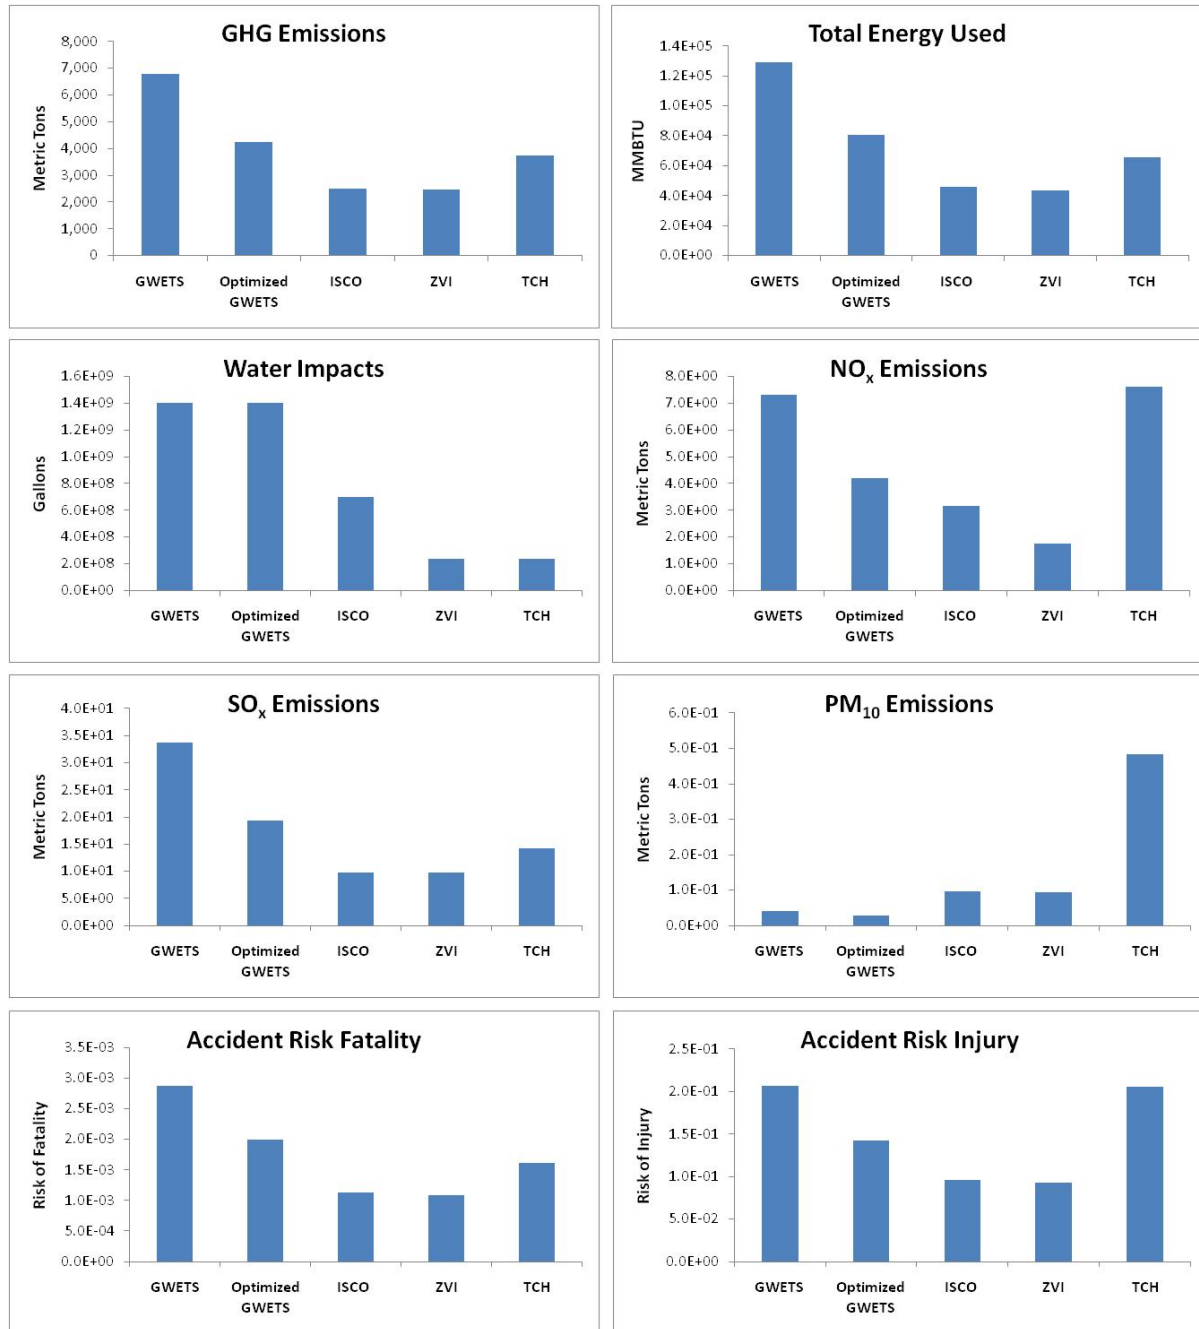 GHG Emissions
Metric Tons
8,000
7,000
6,000
5,000
4,000
3,000
2,000
1,000
0
GWETS
Optimized
GWETS
ISCO
ZVI
TCH
Total Energy Used
MMBTU
1.4E+05
1.2E+05
1.0E+05
8.0E+04
6.0E+04
4.0E+04
2.0E+04
0.0E+00
GWETS
Optimized
GWETS
ISCO
ZVI
TCH
Water Impacts
Gallons
1.6E+09
1.4E+09
1.2E+09
1.0E+09
8.0E+08
6.0E+08
4.0E+08
2.0E+08
0.0E+00
GWETS
Optimized
GWETS
ISCO
ZVI
TCH
NOx Emissions
Metric Tons
8.0E+00
7.0E+00
6.0E+00
5.0E+00
4.0E+00
3.0E+00
2.0E+00
1.0E+00
0.0E+00
GWETS
Optimized
GWETS
ISCO
ZVI
TCH
SOx Emissions
Metric Tons
4.0E+01
3.5E+01
3.0E+01
2.5E+01
2.0E+01
1.5E+01
1.0E+01
5.0E+00
0.0E+00
GWETS
Optimized
GWETS
ISCO
ZVI
TCH
PM10 Emissions
Metric Tons
6.0E-01
5.0E-01
4.0E-01
3.0E-01
2.0E-01
1.0E-01
0.0E+00
GWETS
Optimized
GWETS
ISCO
ZVI
TCH
Accident Risk Fatality
Risk of Fatality
3.5E-03
3.0E-03
2.5E-03
2.0E-03
1.5E-03
1.0E-03
5.0E-04
0.0E+00
GWETS
Optimized
GWETS
ISCO
ZVI
TCH
Accident Risk Injury
Risk of Injury
2.5E-01
2.0E-01
1.5E-01
1.0E-01
5.0E-02
0.0E+00
GWETS
Optimized
GWETS
ISCO
ZVI
TCH